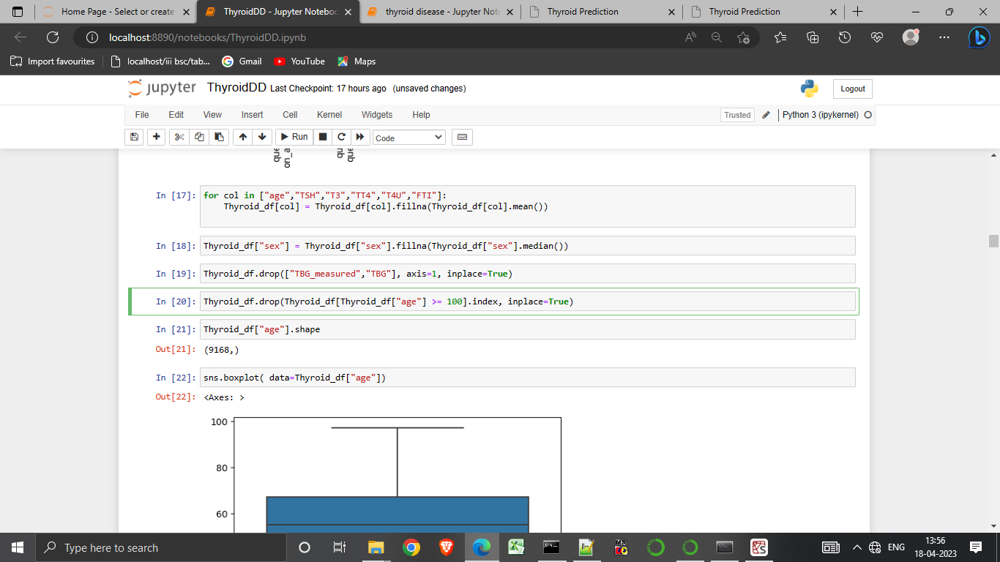 Home Page - Select or create
ThyroidDD - Jupyter Noteboo
thyroid disease - Jupyter Not
Thyroid Prediction
Thyroid Prediction
localhost:8890/notebooks/ThyroidDD.ipynb
Import favourites
localhost/iii bsc/tab...
Gmail
YouTube
Maps
jupyter
ThyroidDD Last Checkpoint: 17 hours ago (unsaved changes)
Logout
File Edit View Insert Cell Kernel Widgets Help
Trusted
Python 3 (ipykernel)
Run
Code
que
on_a
qu
que
In [17]: for col in ["age","TSH","T3","TT4","T4U","FTI"]:
Thyroid_df[col] = Thyroid_df[col].fillna(Thyroid_df[col].mean())
In [18]: Thyroid_df["sex"] = Thyroid_df["sex"].fillna(Thyroid_df["sex"].median())
In [19]: Thyroid_df.drop(["TBG_measured","TBG"], axis=1, inplace=True)
In [20]: Thyroid_df.drop(Thyroid_df[Thyroid_df["age"] >= 100].index, inplace=True)
In [21]: Thyroid_df["age"].shape
Out[21]: (9168,)
In [22]: sns.boxplot( data=Thyroid_df["age"])
Out[22]: <Axes: >
100
80
60
Type here to search
ENG
13:56
18-04-2023